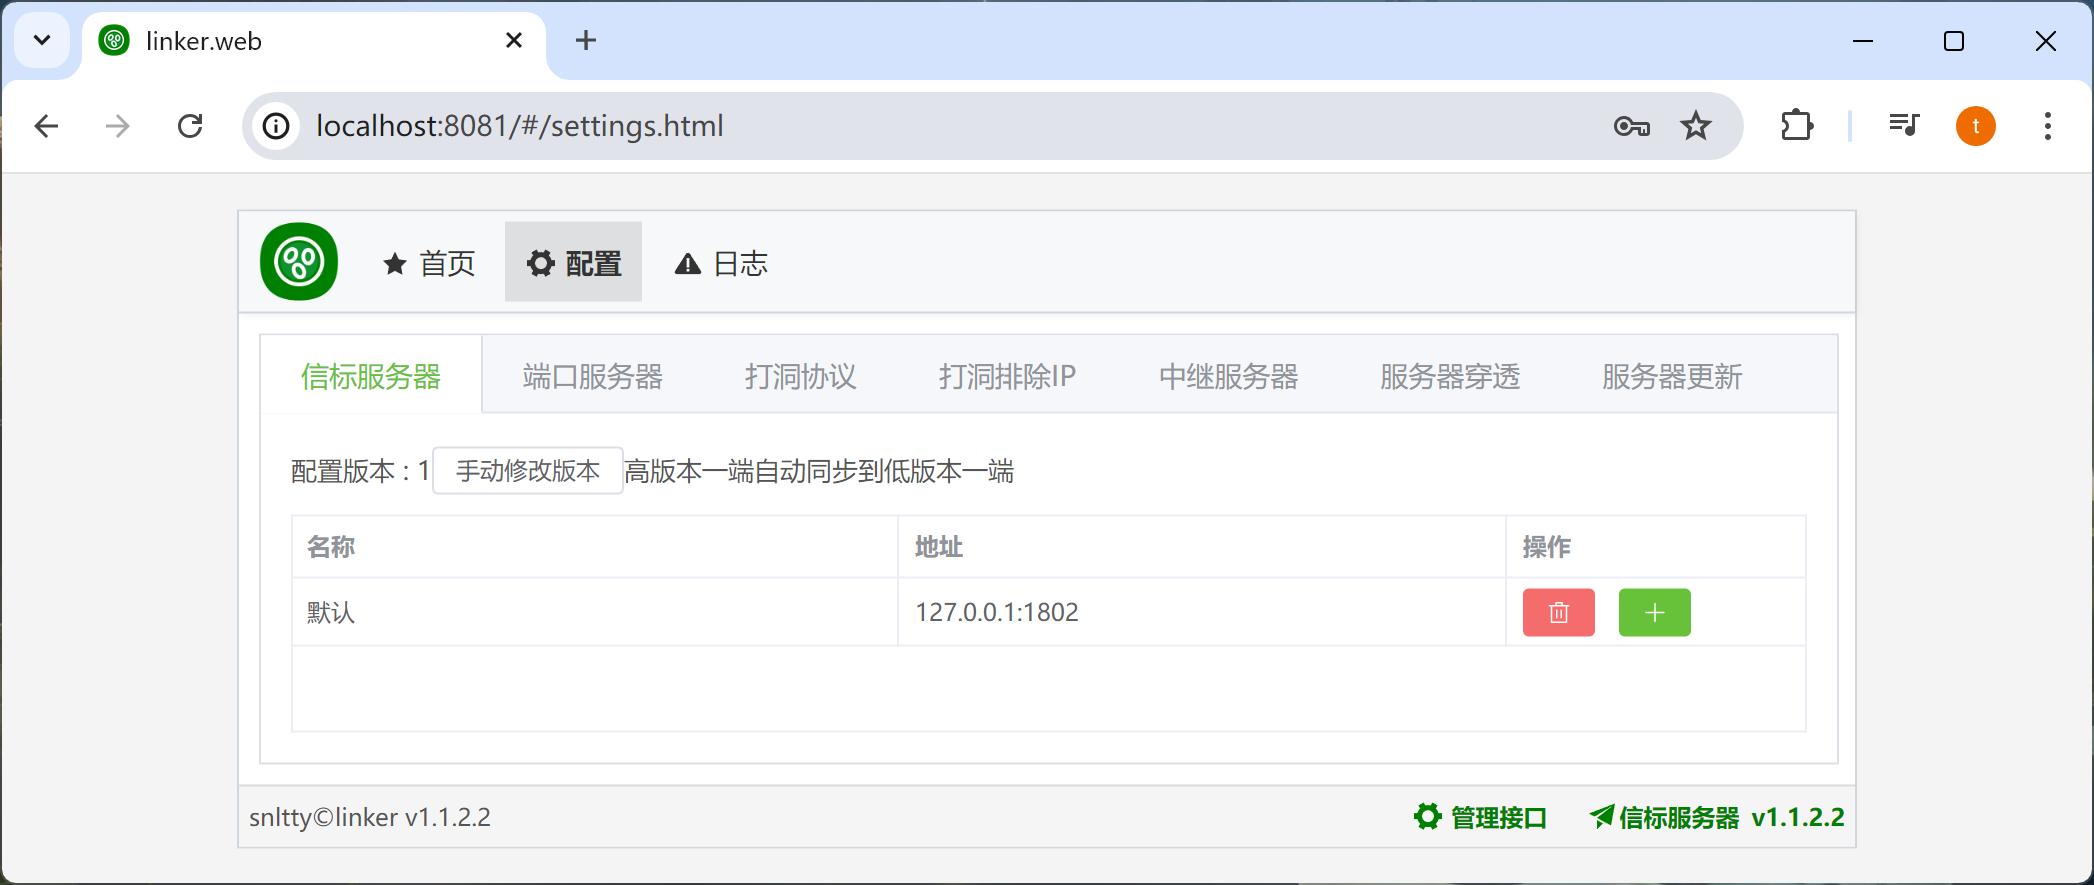 linker.web
localhost:8081/#/settings.html
t
首页
配置
日志
信标服务器
端口服务器
打洞协议
打洞排除IP
中继服务器
服务器穿透
服务器更新
配置版本 : 1 手动修改版本 高版本一端自动同步到低版本一端
名称 地址 操作
默认 127.0.0.1:1802
snltty©linker v1.1.2.2 管理接口 信标服务器 v1.1.2.2